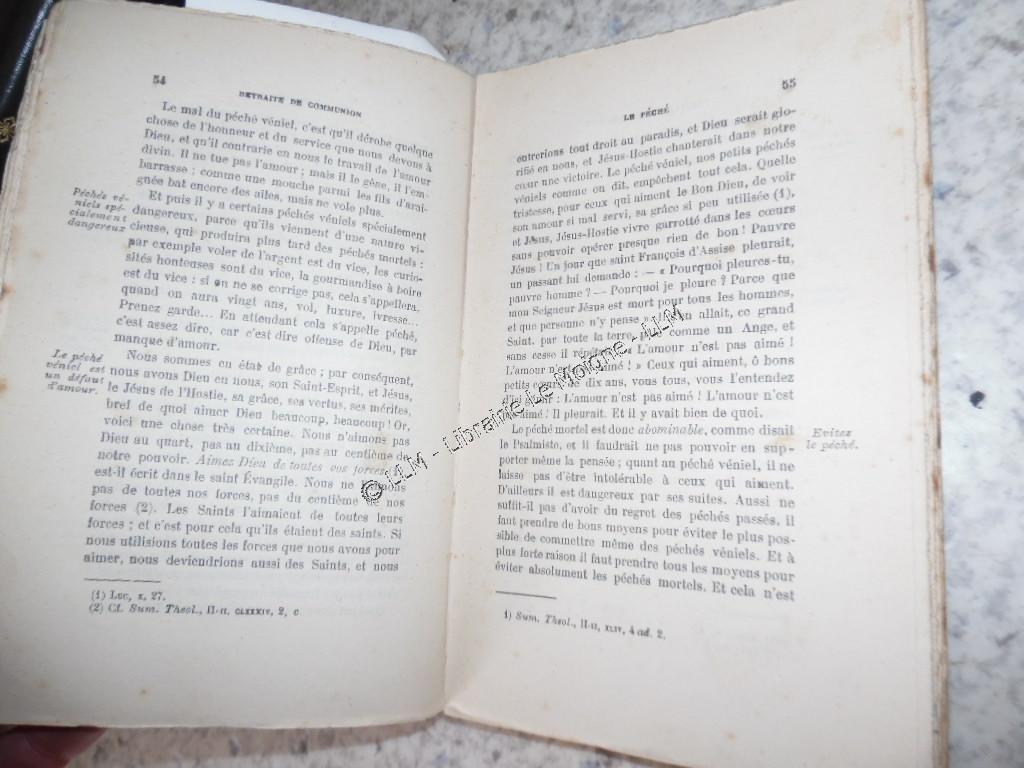 54
RETRAITE DE COMMUNION
Le mal du péché véniel, c'est qu'il dérobe quelque
chose de l'honneur et du service que nous devons à
Dieu, et qu'il contrarie en nous le travail de l'amour
divin. Il ne tue pas l'amour ; mais il le gêne, il l'em-
barrasse ; comme une mouche parmi les fils d'arai-
gnée bat encore des ailes, mais ne vole plus.
Péchés vé-
niels spé-
cialement
dangereux
Et puis il y a certains péchés véniels spécialement
dangereux, parce qu'ils viennent d'une nature vi-
cieuse, qui produira plus tard des péchés mortels :
par exemple voler de l'argent est du vice, les curio-
sités honteuses sont du vice, la gourmandise à boire
est du vice : si on ne se corrige pas, cela s'appellera,
quand on aura vingt ans, vol, luxure, ivresse...
Prenez garde... En attendant cela s'appelle péché,
c'est assez dire, car c'est dire offense de Dieu, par
manque d'amour.
Le péché
véniel est
un défaut
d'amour.
Nous sommes en état de grâce ; par conséquent,
nous avons Dieu en nous, son Saint-Esprit, et Jésus,
le Jésus de l'Hostie, sa grâce, ses vertus, ses mérites,
bref de quoi aimer Dieu beaucoup, beaucoup ! Or,
voici une chose très certaine. Nous n'aimons pas
Dieu au quart, pas au dixième, pas au centième de
notre pouvoir. Aimez Dieu de toutes vos forces,
est-il écrit dans le saint Évangile. Nous ne l'aimons
pas de toutes nos forces, pas du centième de nos
forces (2). Les Saints l'aimaient de toutes leurs
forces ; et c'est pour cela qu'ils étaient des saints. Si
nous utilisions toutes les forces que nous avons pour
aimer, nous deviendrions aussi des Saints, et nous
(1) Luc, x, 27.
(2) Cf. Sum. Theol., II-II, CLXXXIV, 2, c
55
LE PÉCHÉ
entrerions tout droit au paradis, et Dieu serait glo-
rifié en nous, et Jésus-Hostie chanterait dans notre
cœur une victoire. Le péché véniel, nos petits péchés
véniels comme on dit, empêchent tout cela. Quelle
tristesse, pour ceux qui aiment le Bon Dieu, de voir
son amour si mal servi, sa grâce si peu utilisée (1),
et Jésus, Jésus-Hostie vivre garrotté dans les cœurs
sans pouvoir opérer presque rien de bon ! Pauvre
Jésus ! Un jour que saint François d'Assise pleurait,
un passant lui demande : — « Pourquoi pleures-tu,
pauvre homme ? — Pourquoi je pleure ? Parce que
mon Seigneur Jésus est mort pour tous les hommes,
et que personne n'y pense » Et on allait, ce grand
Saint, par toute la terre, pur comme un Ange, et
sans cesse il répétait : « L'amour n'est pas aimé !
L'amour n'est pas aimé ! » Ceux qui aiment, ô bons
petits cœurs de dix ans, vous tous, vous l'entendez
d'ici pleurer : L'amour n'est pas aimé ! L'amour n'est
pas aimé! Il pleurait. Et il y avait bien de quoi.
Evitez
le péché.
Le péché mortel est donc abominable, comme disait
le Psalmiste, et il faudrait ne pas pouvoir en sup-
porter même la pensée ; quant au péché véniel, il ne
laisse pas d'être intolérable à ceux qui aiment.
D'ailleurs il est dangereux par ses suites. Aussi ne
suffit-il pas d'avoir du regret des péchés passés, il
faut prendre de bons moyens pour éviter le plus pos-
sible de commettre même des péchés véniels. Et à
plus forte raison il faut prendre tous les moyens pour
éviter absolument les péchés mortels. Et cela n'est
1) Sum. Theol., II-II, XLIV, 4 ad. 2.
© LLM - Librairie Le Moigne - LLM